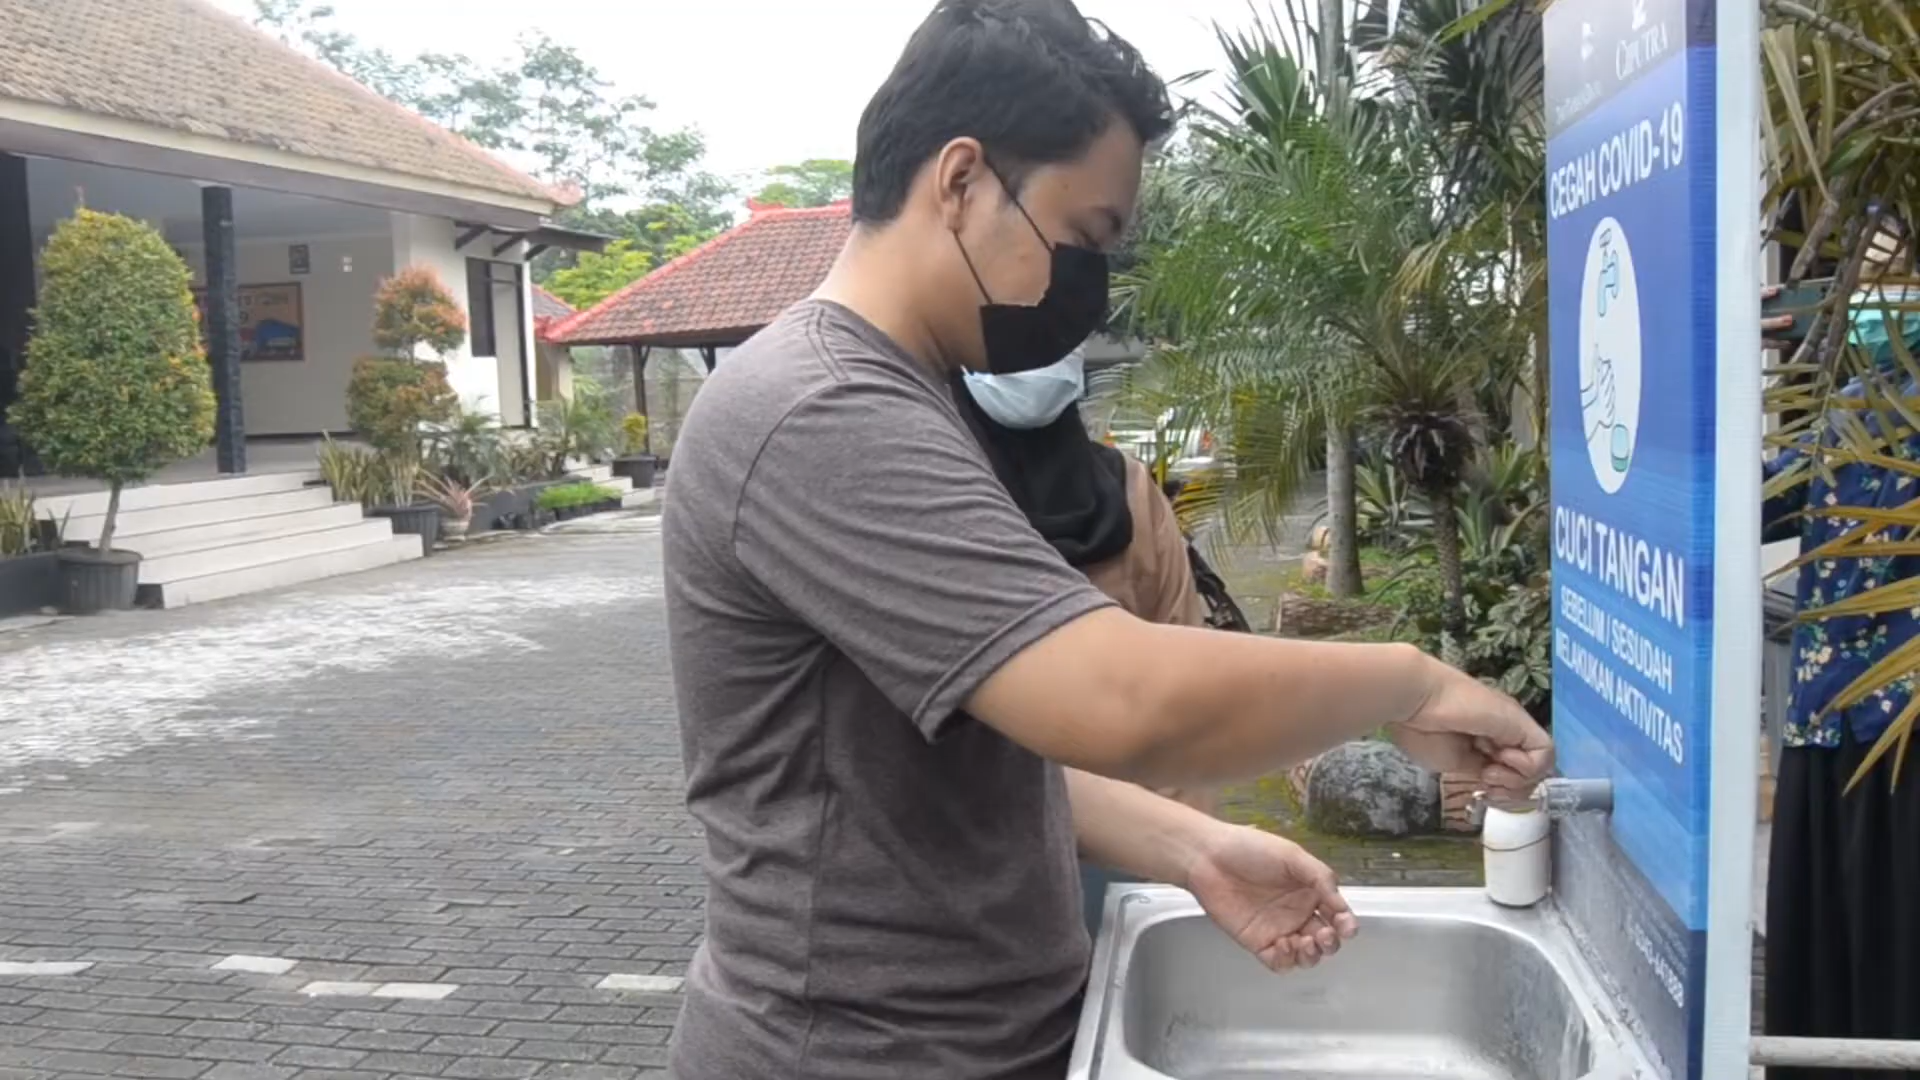 CIPUTRA
CEGAH COVID-19
CUCI TANGAN
SEBELUM / SESUDAH
MELAKUKAN AKTIVITAS